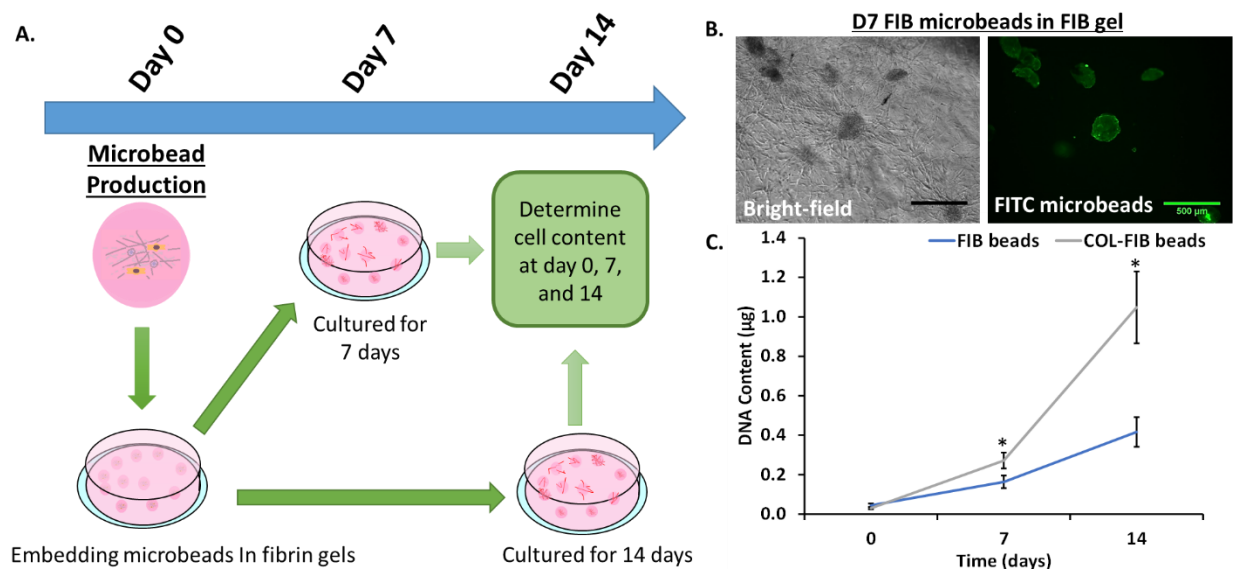 A.
Day 0
Day 7
Day 14
Microbead
Production
Cultured for
7 days
Determine
cell content
at day 0, 7,
and 14
Embedding microbeads In fibrin gels
Cultured for 14 days
B.
D7 FIB microbeads in FIB gel
Bright-field
FITC microbeads
500 µm
C.
FIB beads
COL-FIB beads
DNA Content (µg)
1.4
1.2
1.0
0.8
0.6
0.4
0.2
0.0
*
*
0
7
14
Time (days)